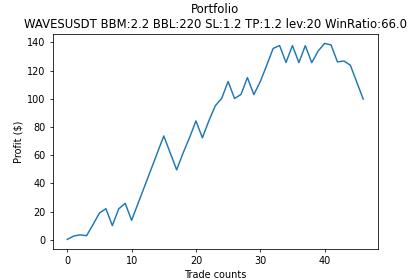 Portfolio
WAVESUSDT BBM:2.2 BBL:220 SL:1.2 TP:1.2 lev:20 WinRatio:66.0
140
120
100
80
60
40
20
0
Profit ($)
0 10 20 30 40
Trade counts